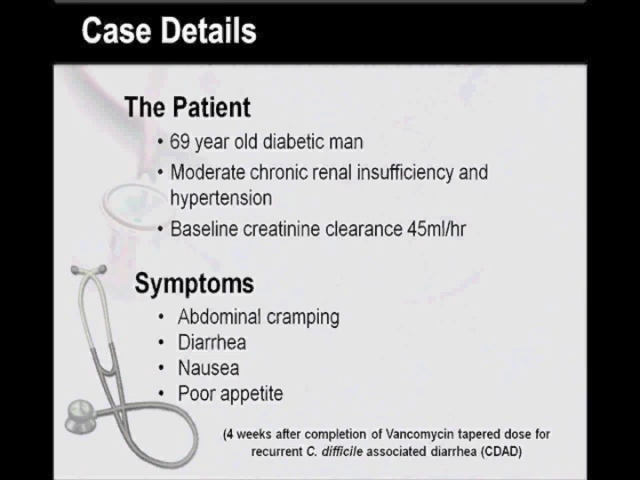 Case Details
The Patient
• 69 year old diabetic man
• Moderate chronic renal insufficiency and
hypertension
• Baseline creatinine clearance 45ml/hr
Symptoms
• Abdominal cramping
• Diarrhea
• Nausea
• Poor appetite
(4 weeks after completion of Vancomycin tapered dose for
recurrent C. difficile associated diarrhea (CDAD)